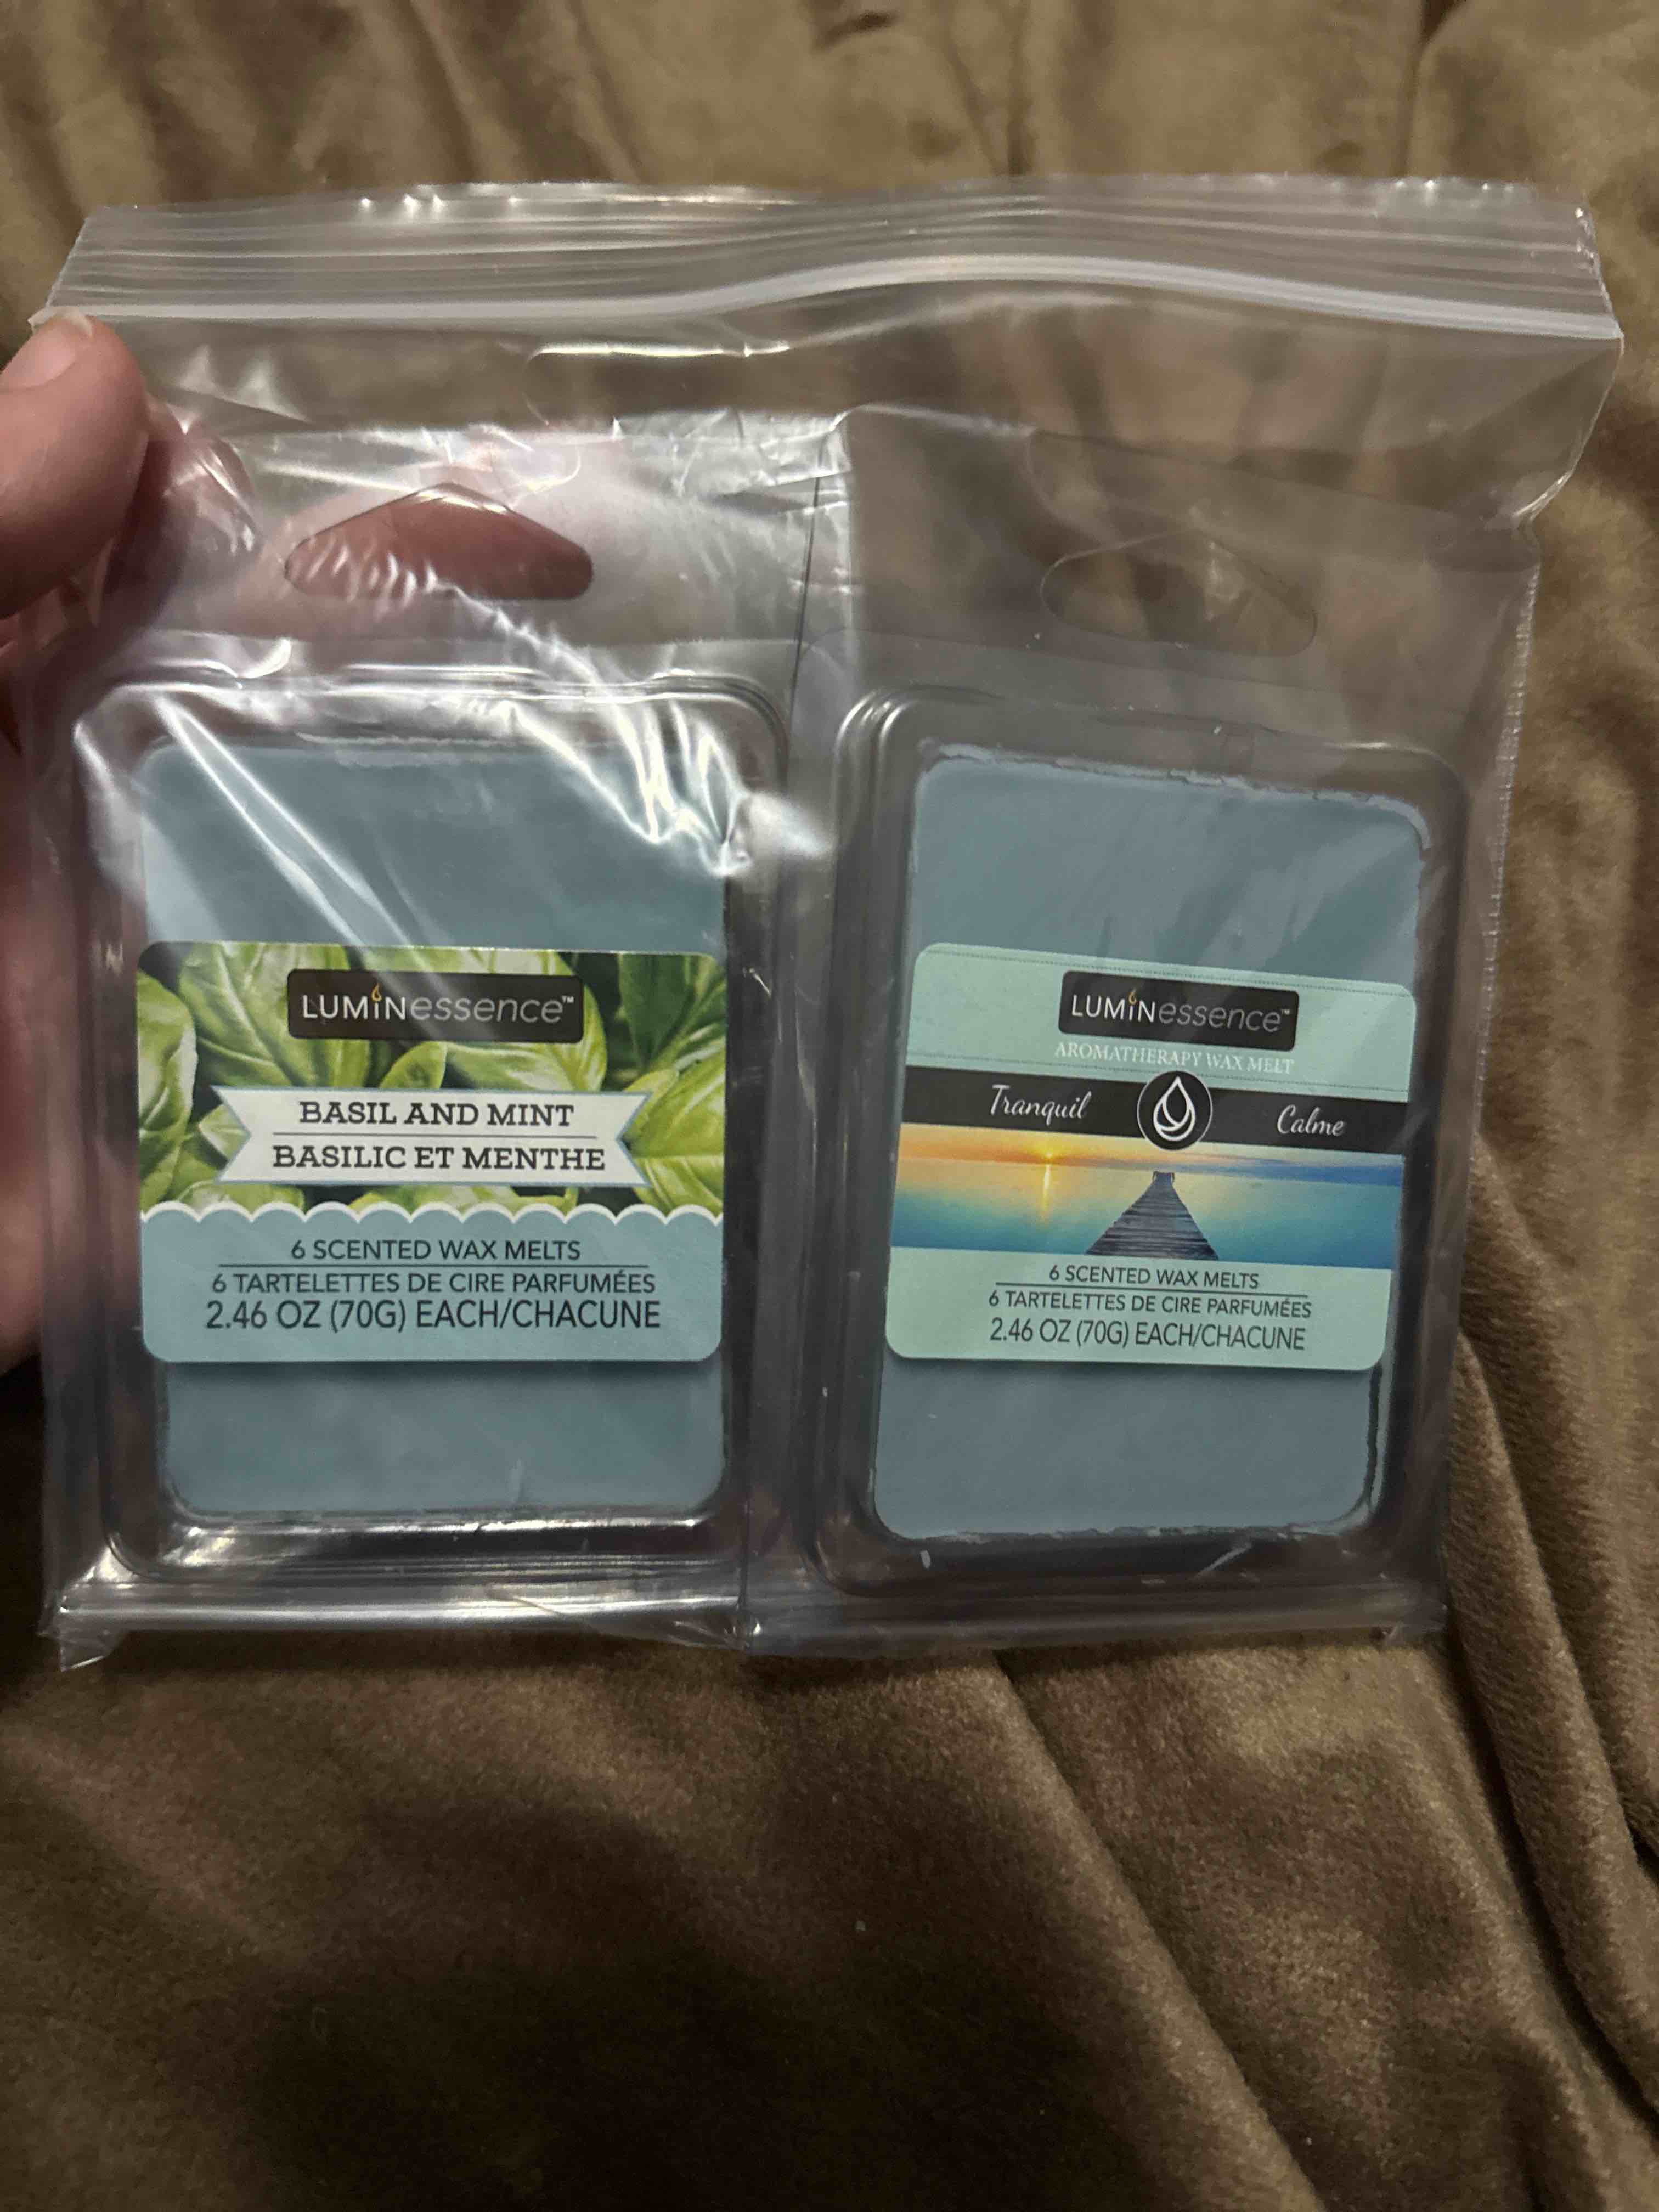 LUMiNessence™
BASIL AND MINT
BASILIC ET MENTHE
6 SCENTED WAX MELTS
6 TARTELETTES DE CIRE PARFUMÉES
2.46 OZ (70G) EACH/CHACUNE
LUMiNessence™
AROMATHERAPY WAX MELT
Tranquil Calme
6 SCENTED WAX MELTS
6 TARTELETTES DE CIRE PARFUMÉES
2.46 OZ (70G) EACH/CHACUNE